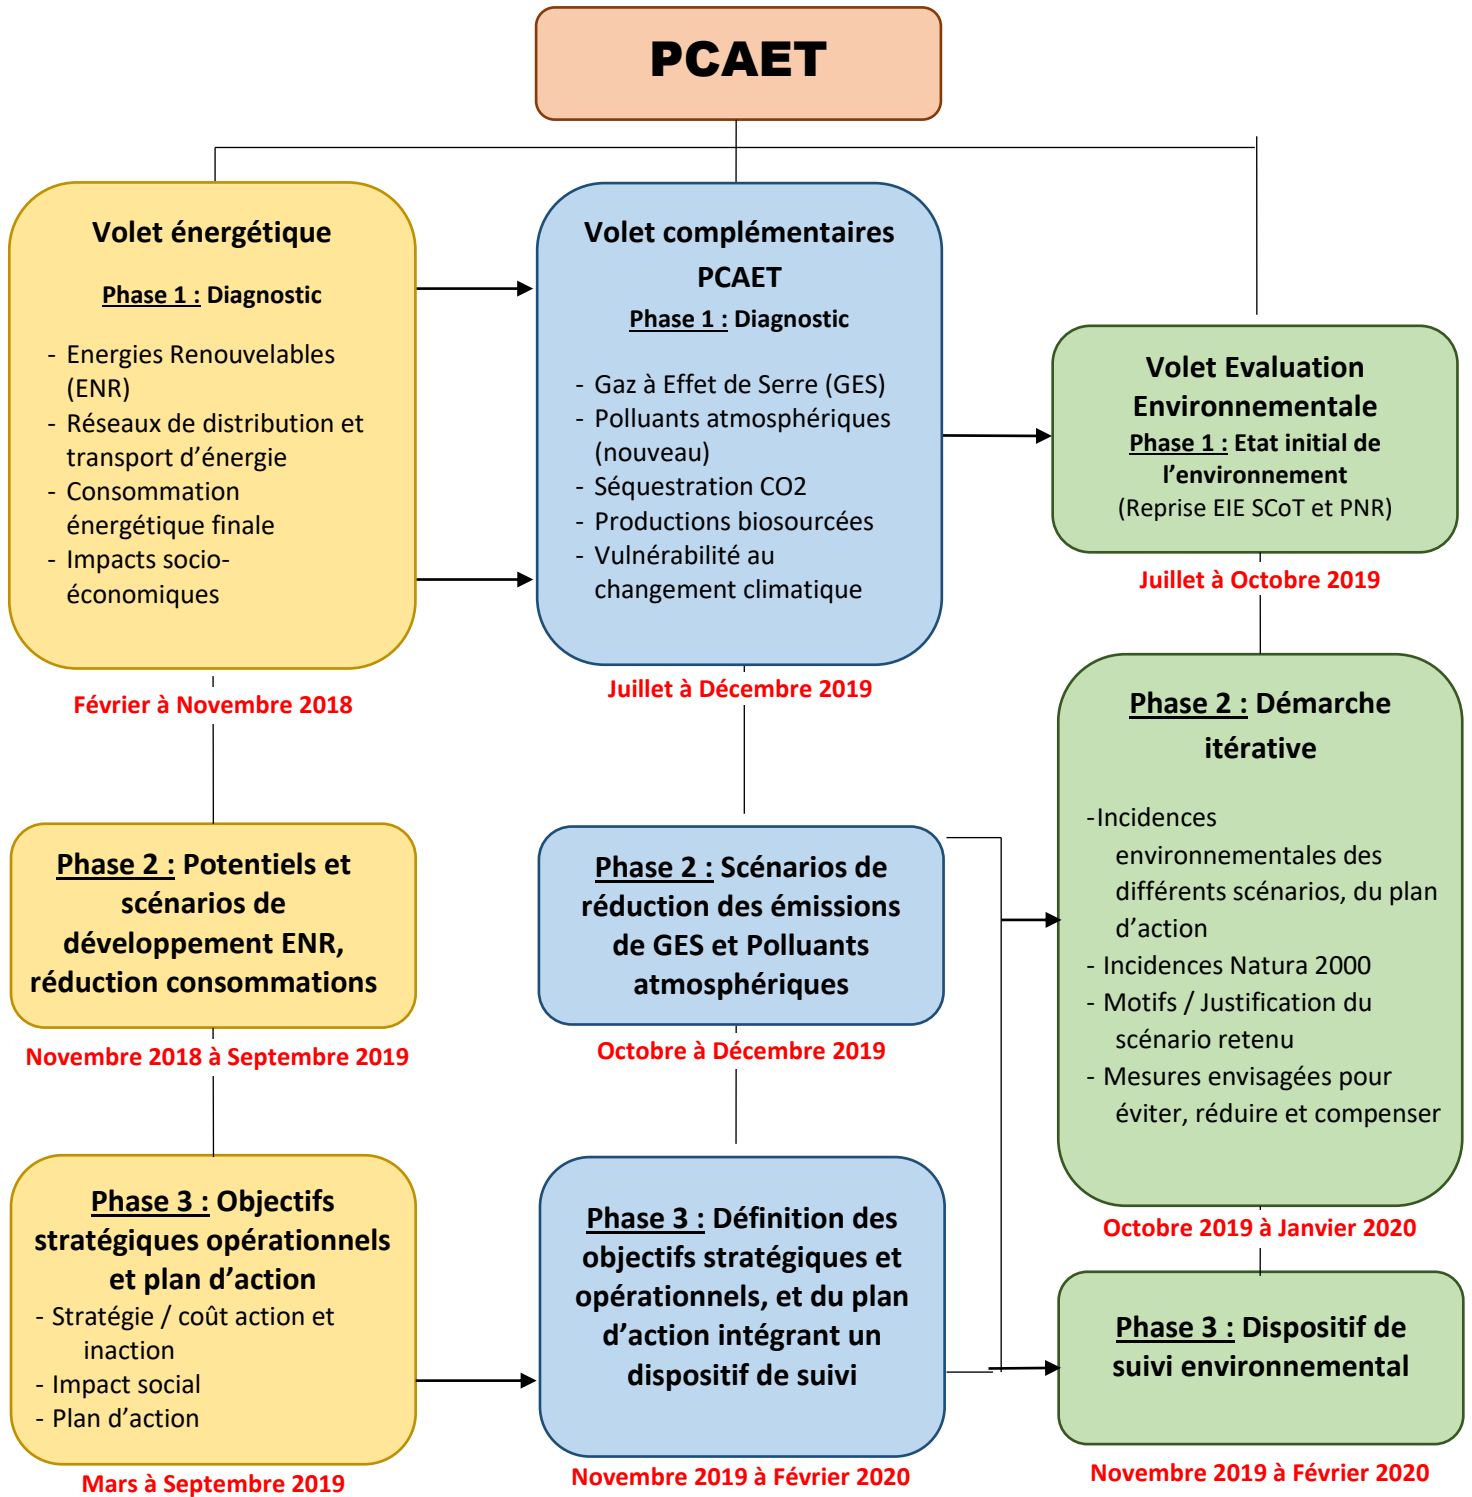 PCAET
Volet énergétique
Phase 1 : Diagnostic
- Energies Renouvelables
(ENR)
- Réseaux de distribution et
transport d’énergie
- Consommation
énergétique finale
- Impacts socio-
économiques
Février à Novembre 2018
Phase 2 : Potentiels et
scénarios de
développement ENR,
réduction consommations
Novembre 2018 à Septembre 2019
Phase 3 : Objectifs
stratégiques opérationnels
et plan d’action
- Stratégie / coût action et
inaction
- Impact social
- Plan d’action
Mars à Septembre 2019
Volet complémentaires
PCAET
Phase 1 : Diagnostic
- Gaz à Effet de Serre (GES)
- Polluants atmosphériques
(nouveau)
- Séquestration CO2
- Productions biosourcées
- Vulnérabilité au
changement climatique
Juillet à Décembre 2019
Phase 2 : Scénarios de
réduction des émissions
de GES et Polluants
atmosphériques
Octobre à Décembre 2019
Phase 3 : Définition des
objectifs stratégiques et
opérationnels, et du plan
d’action intégrant un
dispositif de suivi
Novembre 2019 à Février 2020
Volet Evaluation
Environnementale
Phase 1 : Etat initial de
l’environnement
(Reprise EIE SCoT et PNR)
Juillet à Octobre 2019
Phase 2 : Démarche
itérative
-Incidences
environnementales des
différents scénarios, du plan
d’action
- Incidences Natura 2000
- Motifs / Justification du
scénario retenu
- Mesures envisagées pour
éviter, réduire et compenser
Octobre 2019 à Janvier 2020
Phase 3 : Dispositif de
suivi environnemental
Novembre 2019 à Février 2020